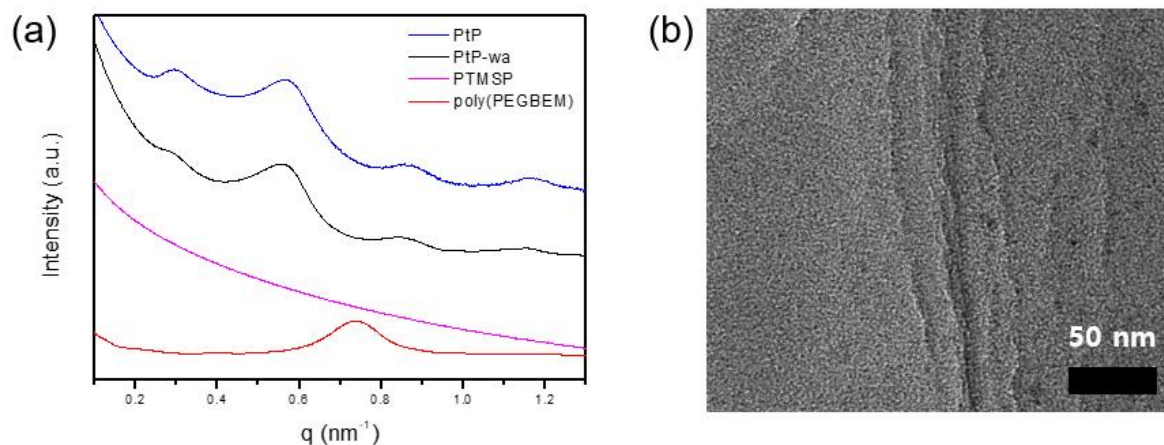 (a)
PtP
PtP-wa
PTMSP
poly(PEGBEM)
Intensity (a.u.)
0.2 0.4 0.6 0.8 1.0 1.2
q (nm⁻¹)
(b)
50 nm